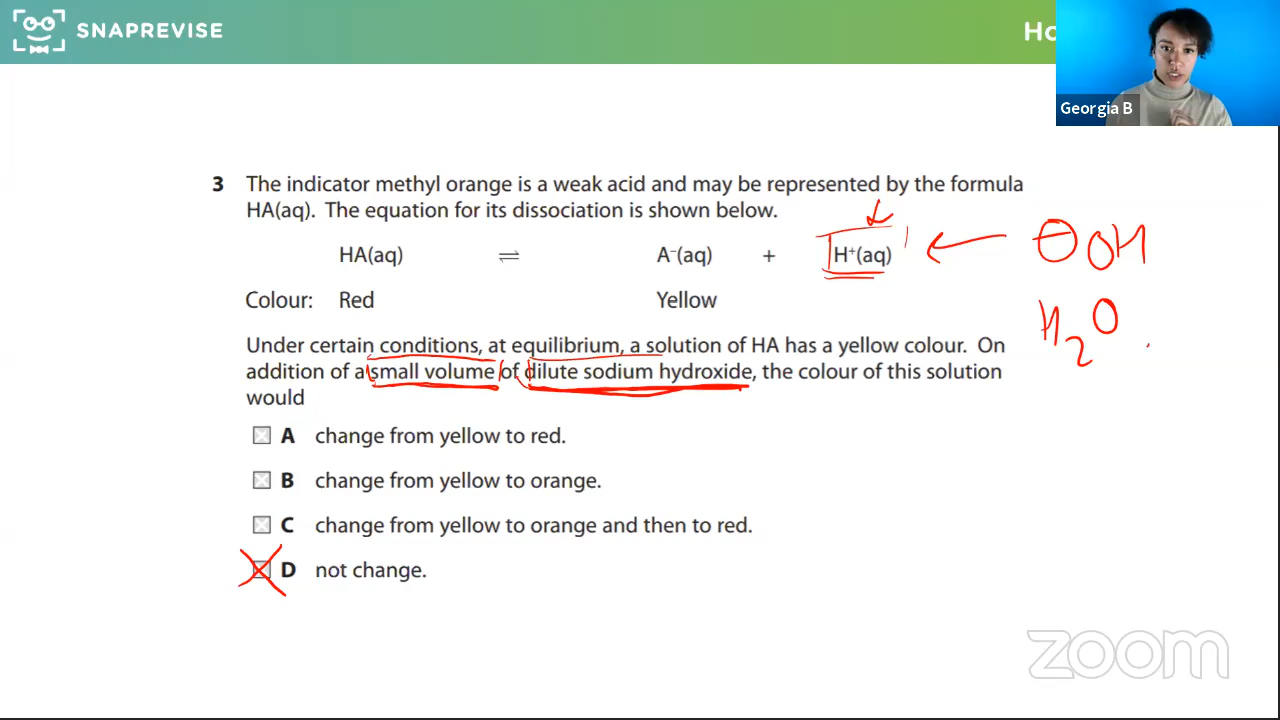 SNAPREVISE
Ho
Georgia B
3 The indicator methyl orange is a weak acid and may be represented by the formula
HA(aq). The equation for its dissociation is shown below.
HA(aq) ⇌ A⁻(aq) + H⁺(aq) ⊖OH
Colour: Red Yellow
H₂O
Under certain conditions, at equilibrium, a solution of HA has a yellow colour. On
addition of a small volume of dilute sodium hydroxide, the colour of this solution
would
A change from yellow to red.
B change from yellow to orange.
C change from yellow to orange and then to red.
D not change.
zoom